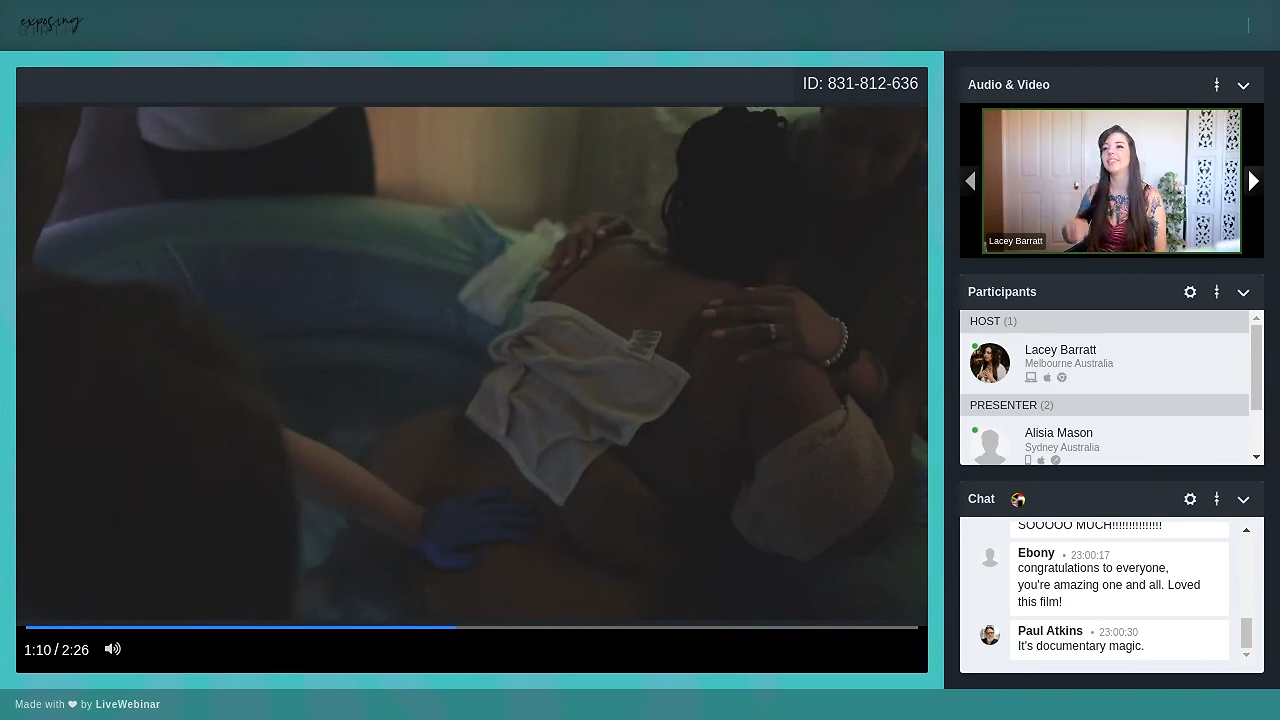 exposing
ID: 831-812-636
1:10 / 2:26
Made with ❤ by LiveWebinar
Audio & Video
Lacey Barratt
Participants
HOST (1)
Lacey Barratt
Melbourne Australia
PRESENTER (2)
Alisia Mason
Sydney Australia
Chat
SOOOOO MUCH!!!!!!!!!!!!!!!
Ebony • 23:00:17
congratulations to everyone,
you're amazing one and all. Loved
this film!
Paul Atkins • 23:00:30
It's documentary magic.